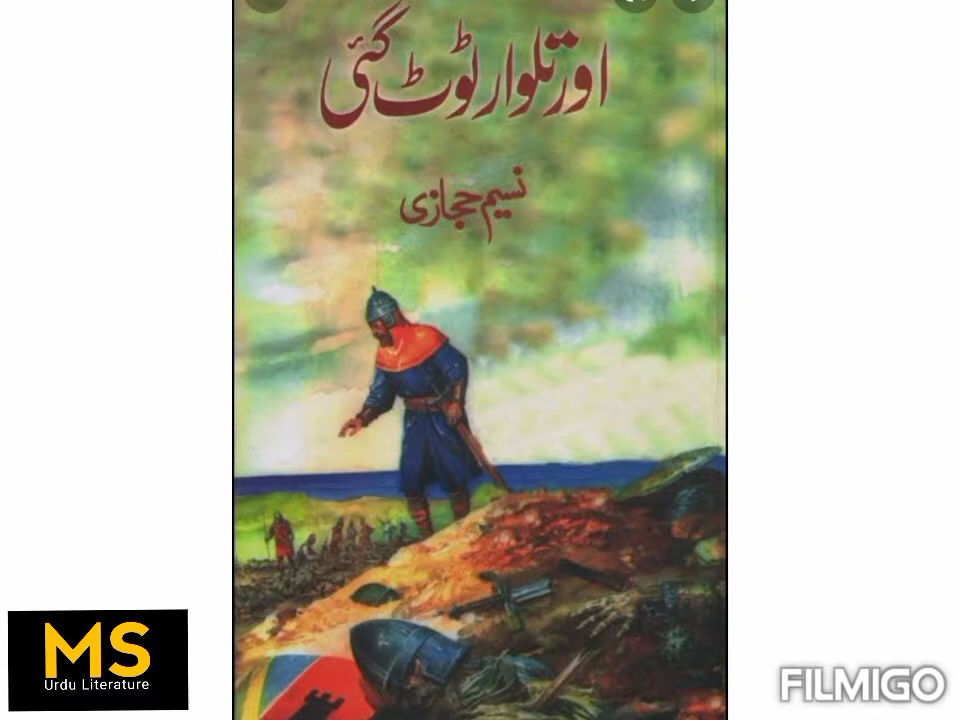 اور تلوار ٹوٹ گئی
نسیم حجازی
MS
Urdu Literature
FILMIGO